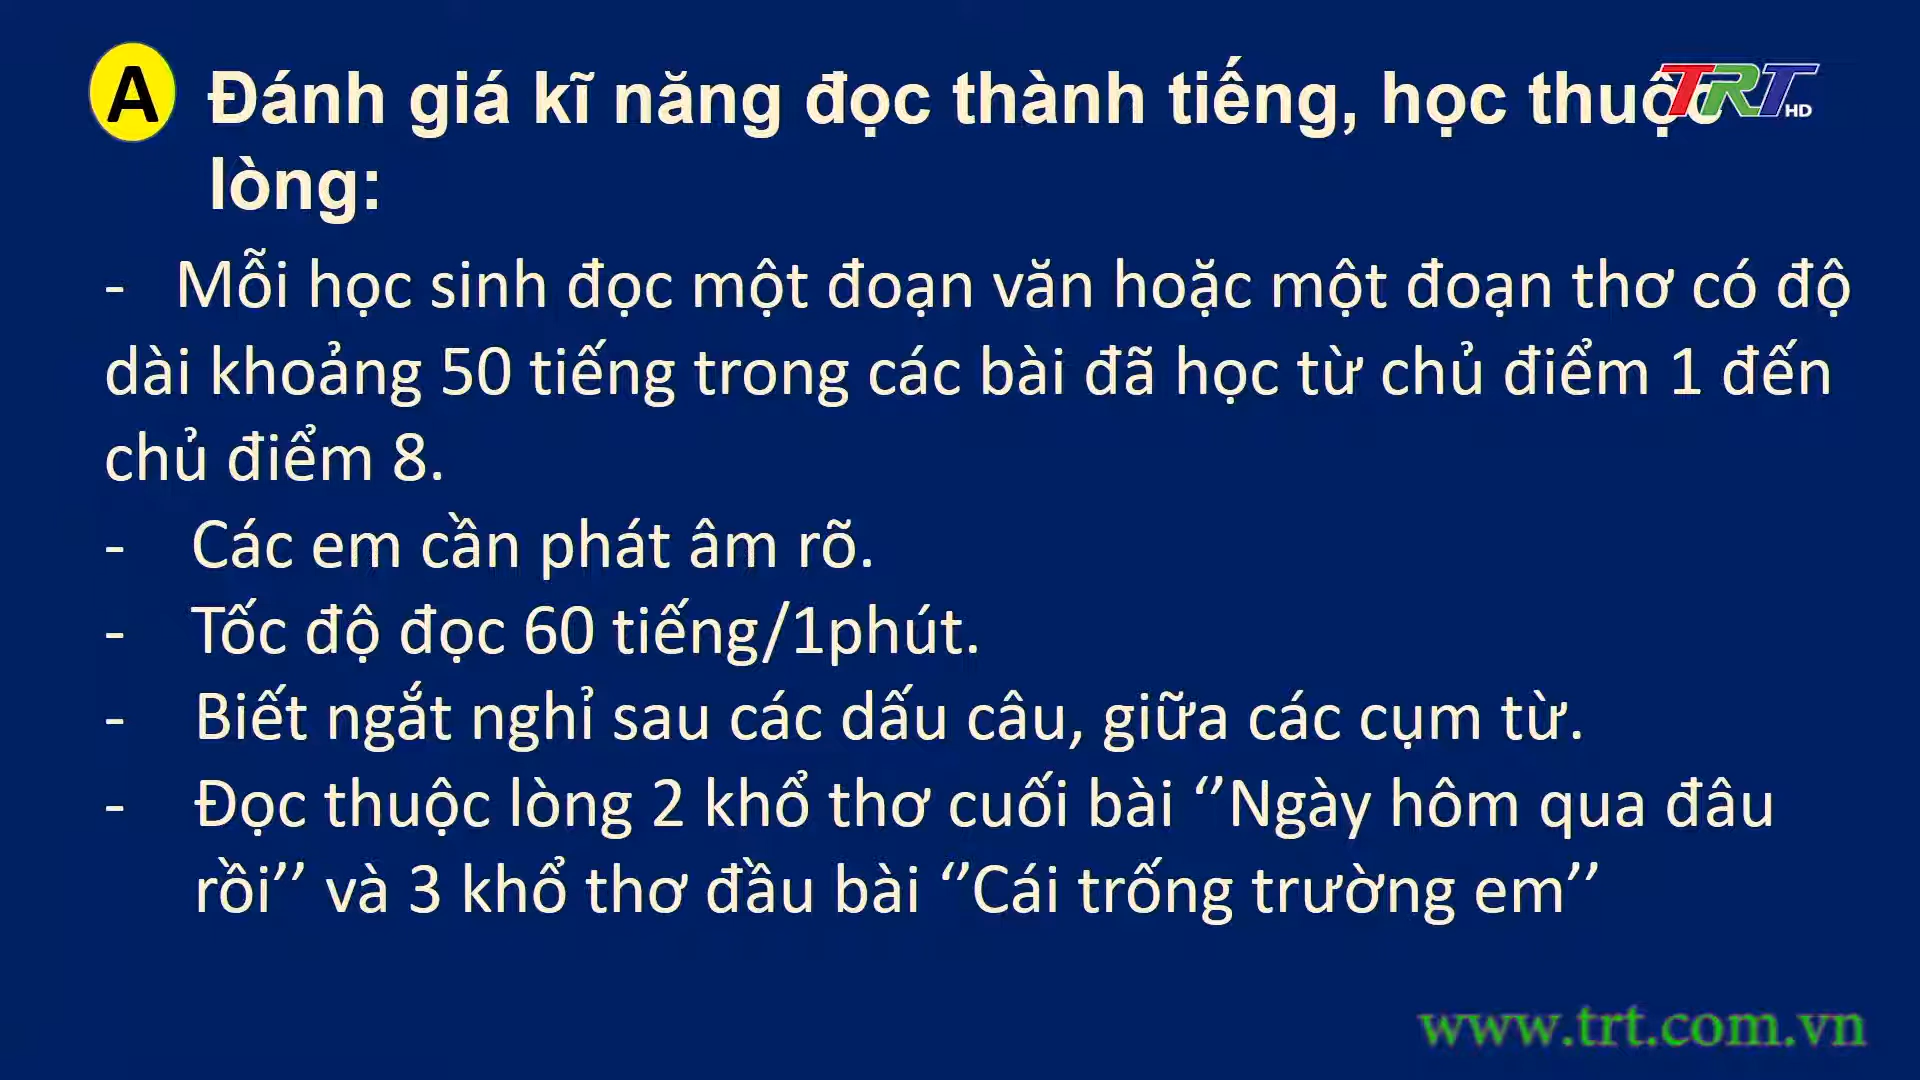 A Đánh giá kĩ năng đọc thành tiếng, học thuộc
TRT HD
lòng:
- Mỗi học sinh đọc một đoạn văn hoặc một đoạn thơ có độ
dài khoảng 50 tiếng trong các bài đã học từ chủ điểm 1 đến
chủ điểm 8.
- Các em cần phát âm rõ.
- Tốc độ đọc 60 tiếng/1phút.
- Biết ngắt nghỉ sau các dấu câu, giữa các cụm từ.
- Đọc thuộc lòng 2 khổ thơ cuối bài ‘’Ngày hôm qua đâu
rồi’’ và 3 khổ thơ đầu bài ‘’Cái trống trường em’’
www.trt.com.vn